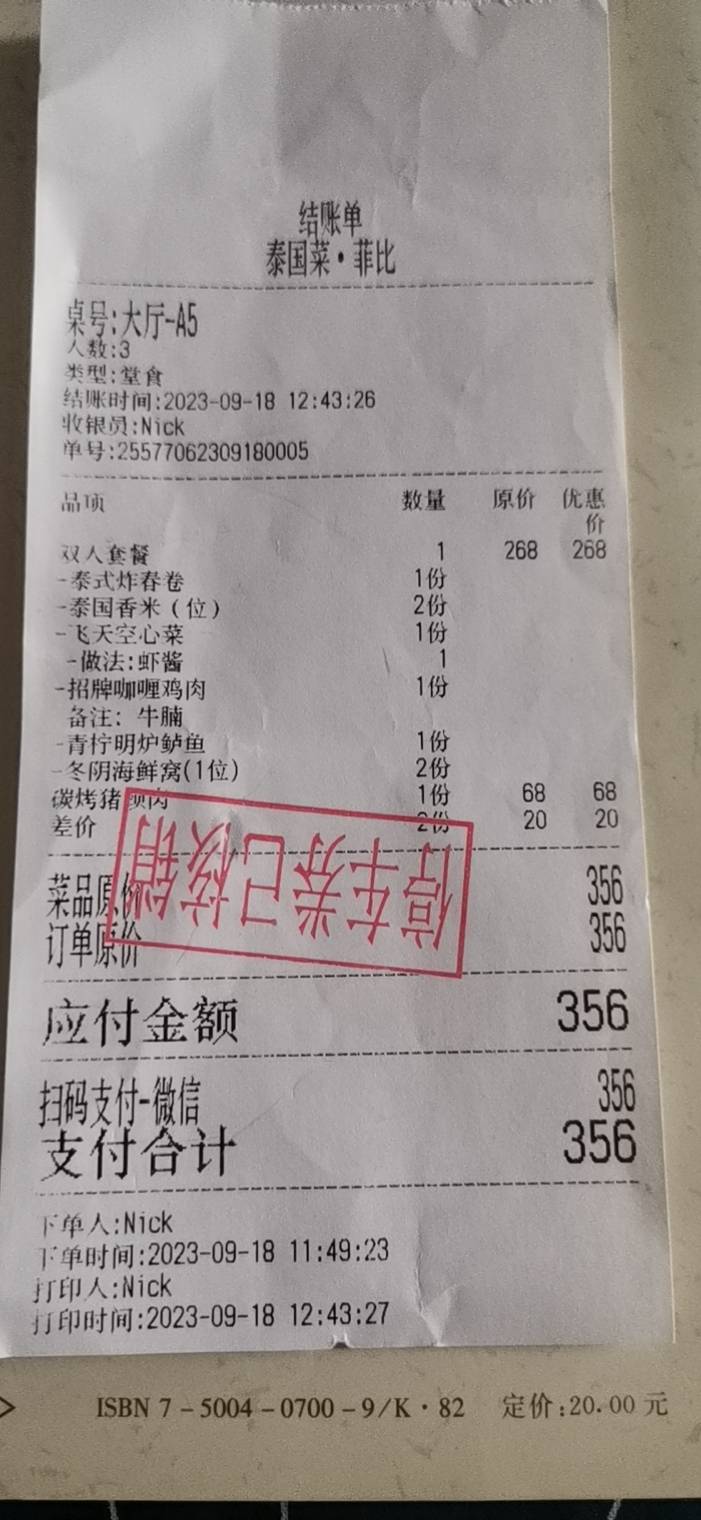 结账单
泰国菜·菲比
桌号:大厅-A5
人数:3
类型:堂食
结账时间:2023-09-18 12:43:26
收银员:Nick
单号:25577062309180005
品项 数量 原价 优惠价
双人套餐 1 268 268
-泰式炸春卷 1份
-泰国香米(位) 2份
-飞天空心菜 1份
-做法:虾酱 1
-招牌咖喱鸡肉 1份
备注: 牛腩
-青柠明炉鲈鱼 1份
-冬阴海鲜窝(1位) 2份
碳烤猪颈肉 1份 68 68
差价 2份 20 20
停车券已核销
菜品原价 356
订单原价 356
应付金额 356
扫码支付-微信 356
支付合计 356
下单人:Nick
下单时间:2023-09-18 11:49:23
打印人:Nick
打印时间:2023-09-18 12:43:27
ISBN 7-5004-0700-9/K·82 定价:20.00元